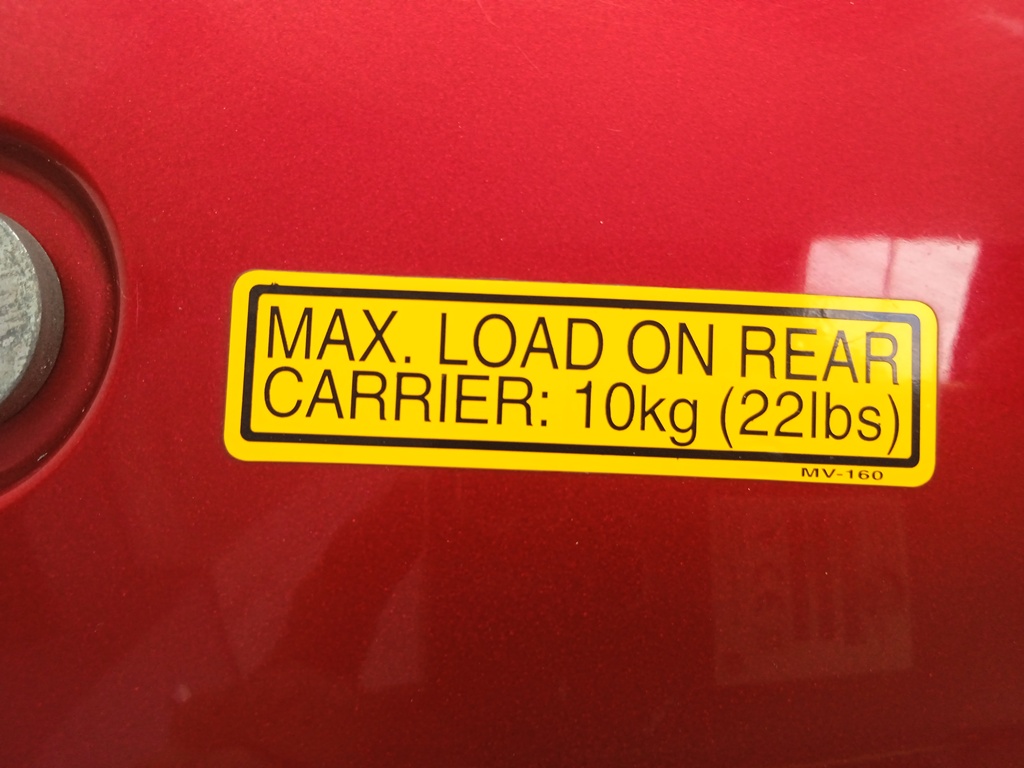 MAX. LOAD ON REAR
CARRIER: 10kg (22lbs)
MV-160